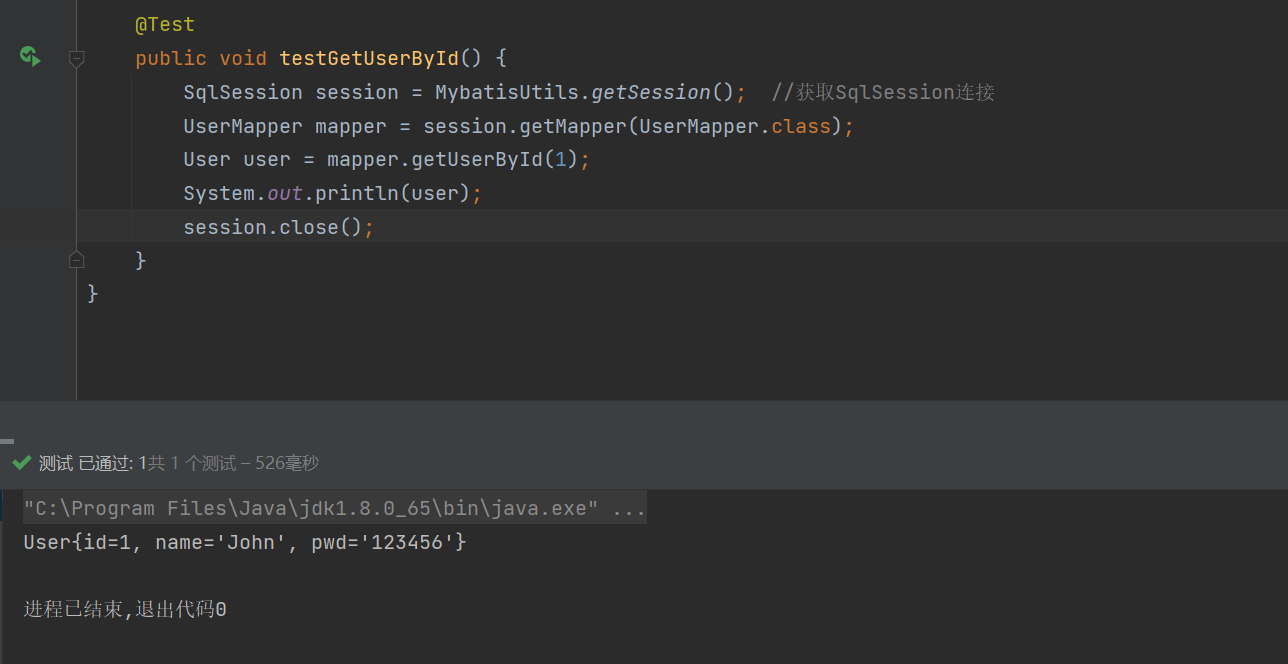 @Test
public void testGetUserById() {
SqlSession session = MybatisUtils.getSession();  //获取SqlSession连接
UserMapper mapper = session.getMapper(UserMapper.class);
User user = mapper.getUserById(1);
System.out.println(user);
session.close();
}
}
测试 已通过: 1共 1 个测试 – 526毫秒
"C:\Program Files\Java\jdk1.8.0_65\bin\java.exe" ...
User{id=1, name='John', pwd='123456'}
进程已结束,退出代码0